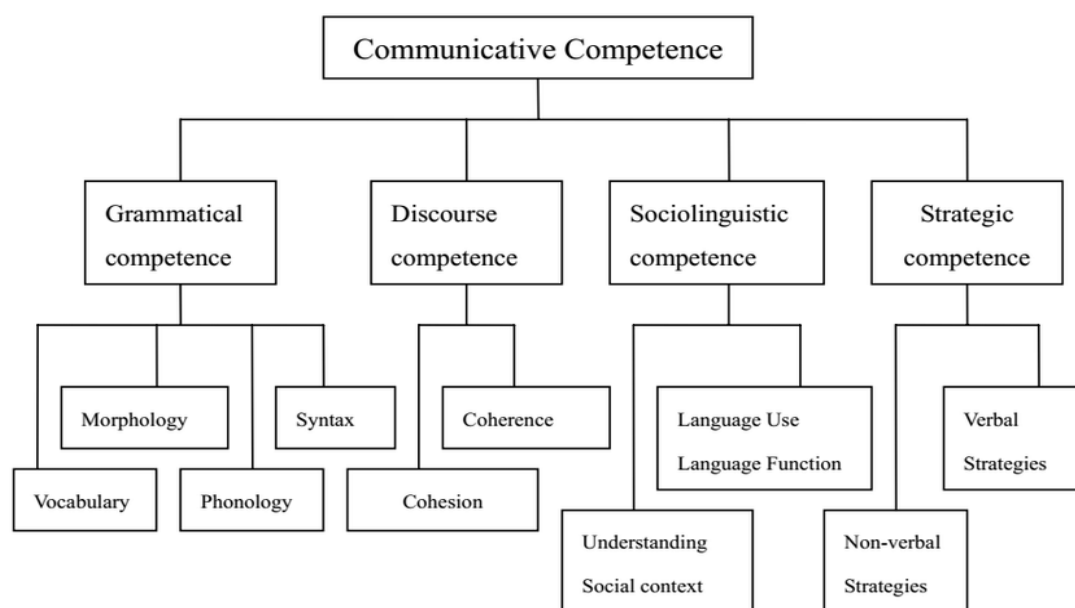 Communicative Competence
Grammatical
competence
Discourse
competence
Sociolinguistic
competence
Strategic
competence
Morphology
Syntax
Coherence
Language Use
Language Function
Verbal
Strategies
Vocabulary
Phonology
Cohesion
Understanding
Social context
Non-verbal
Strategies